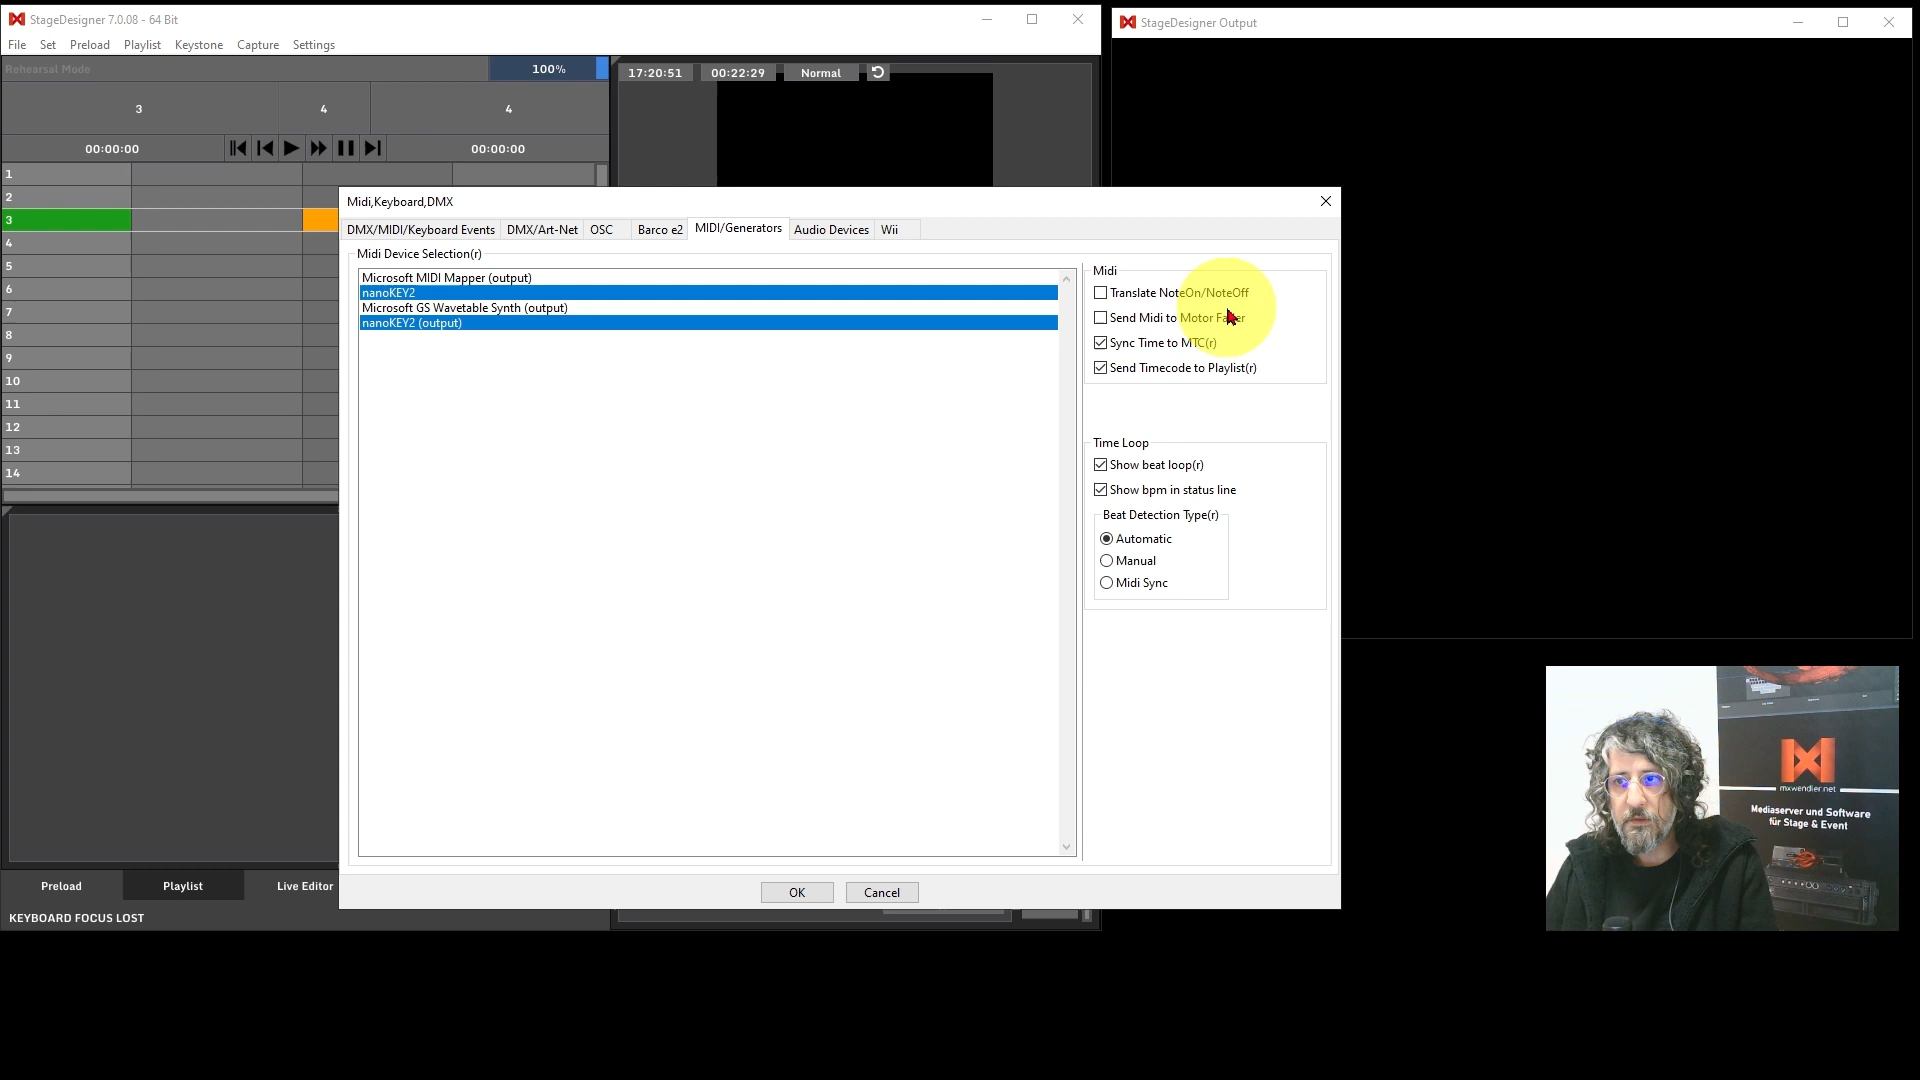 StageDesigner 7.0.08 - 64 Bit
File Set Preload Playlist Keystone Capture Settings
Rehearsal Mode
100%
3
4
4
00:00:00
00:00:00
17:20:51
00:22:29
Normal
1
2
3
4
5
6
7
8
9
10
11
12
13
14
Preload
Playlist
Live Editor
KEYBOARD FOCUS LOST
Midi,Keyboard,DMX
DMX/MIDI/Keyboard Events DMX/Art-Net OSC Barco e2 MIDI/Generators Audio Devices Wii
Midi Device Selection(r)
Microsoft MIDI Mapper (output)
nanoKEY2
Microsoft GS Wavetable Synth (output)
nanoKEY2 (output)
Midi
Translate NoteOn/NoteOff
Send Midi to Motor Fader
Sync Time to MTC(r)
Send Timecode to Playlist(r)
Time Loop
Show beat loop(r)
Show bpm in status line
Beat Detection Type(r)
Automatic
Manual
Midi Sync
OK
Cancel
StageDesigner Output
mxwendler.net
Mediaserver und Software
für Stage & Event